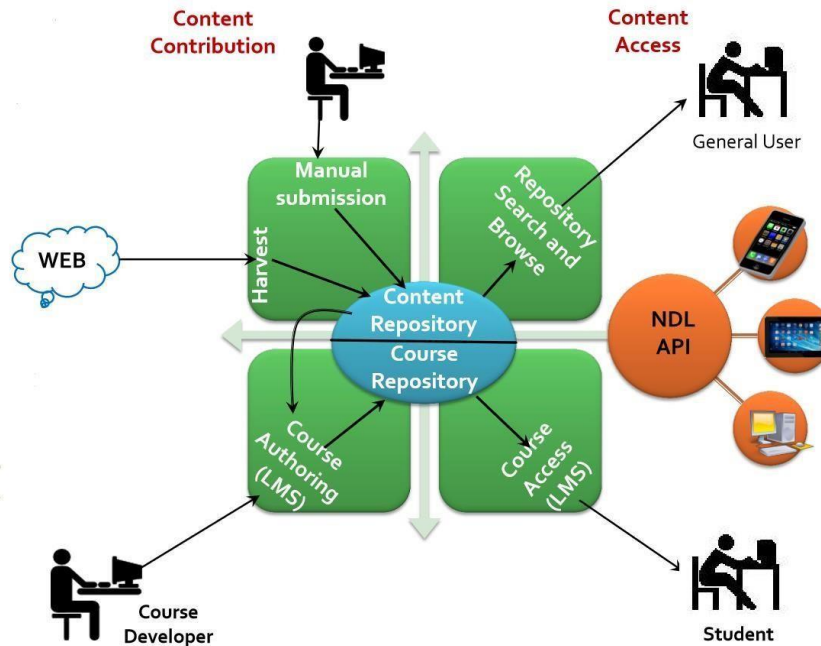 Content
Contribution
Content
Access
General User
Manual
submission
Repository
Search and
Browse
WEB
Harvest
Content
Repository
Course
Repository
NDL
API
Course
Authoring
(LMS)
Course
Access
(LMS)
Course
Developer
Student